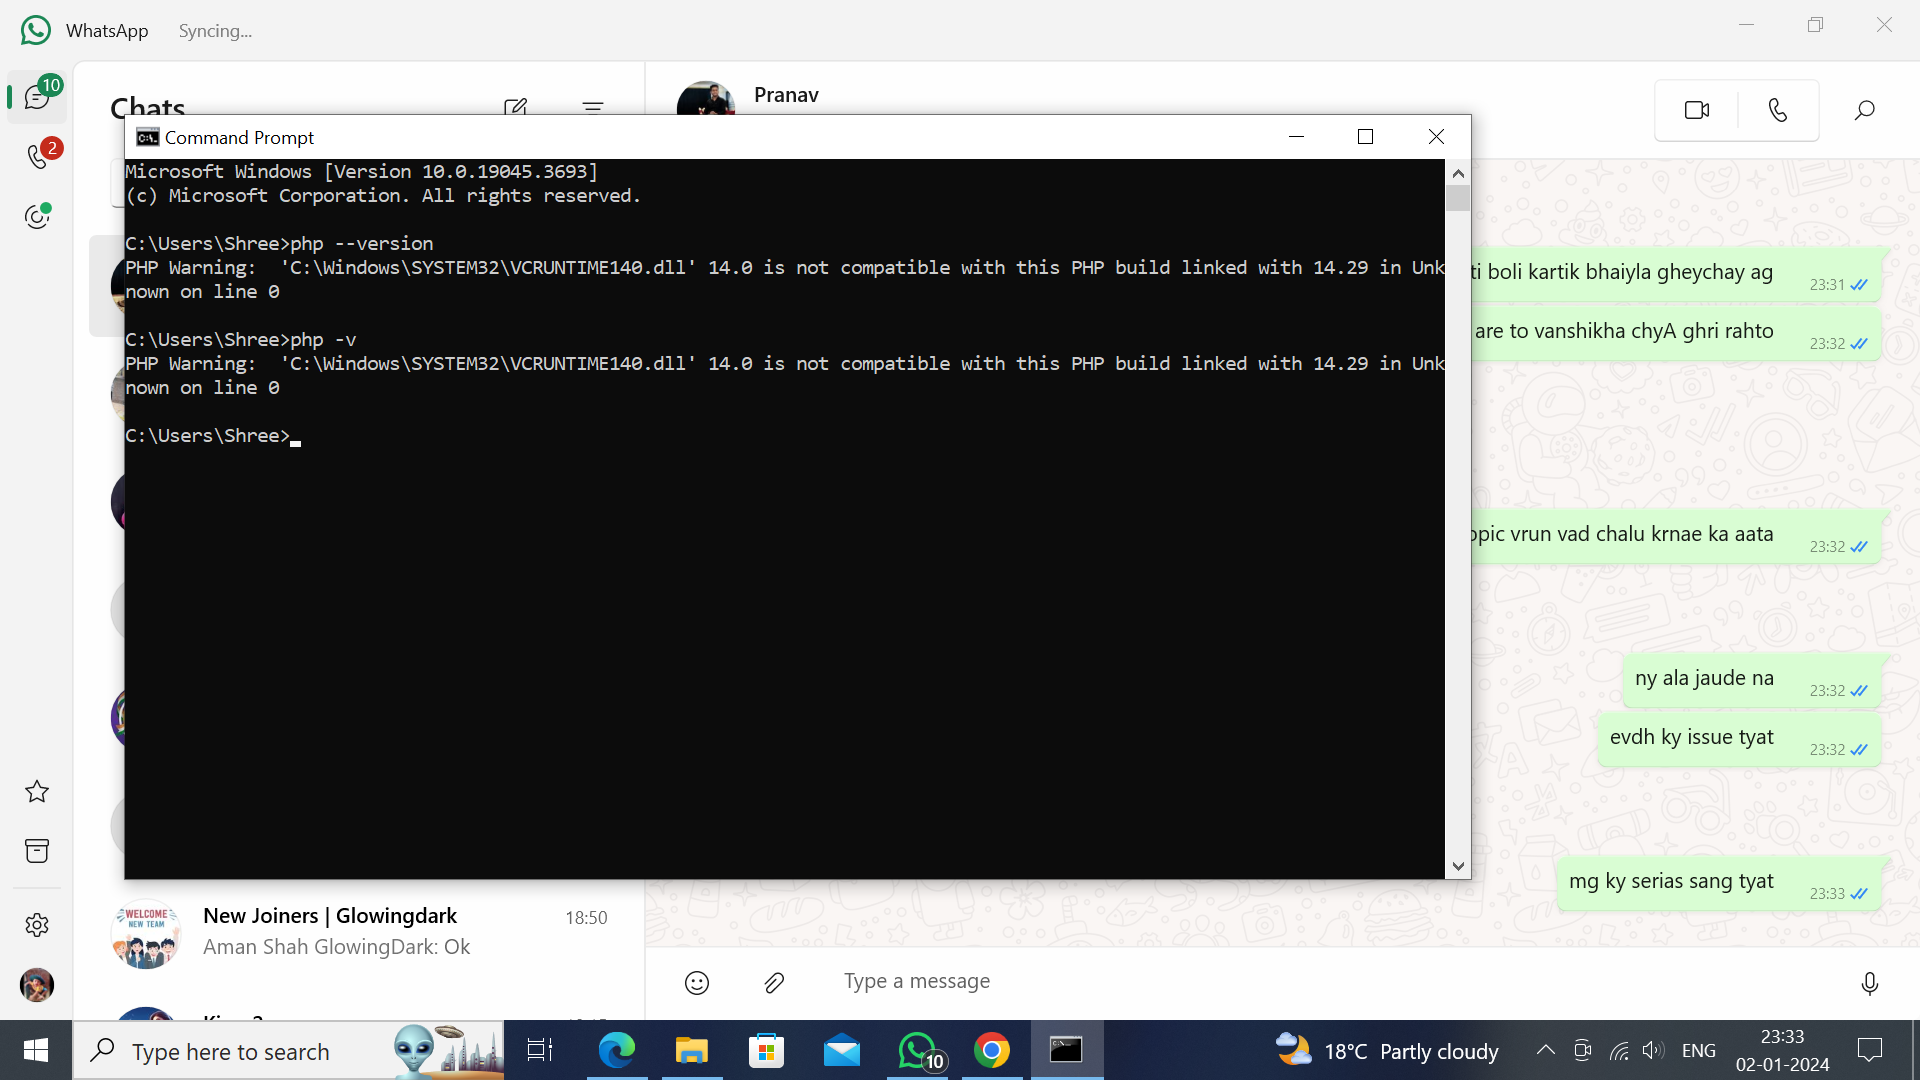 WhatsApp Syncing...
10
2
Chats
Pranav
Command Prompt
Microsoft Windows [Version 10.0.19045.3693]
(c) Microsoft Corporation. All rights reserved.
C:\Users\Shree>php --version
PHP Warning:  'C:\Windows\SYSTEM32\VCRUNTIME140.dll' 14.0 is not compatible with this PHP build linked with 14.29 in Unk
nown on line 0
C:\Users\Shree>php -v
PHP Warning:  'C:\Windows\SYSTEM32\VCRUNTIME140.dll' 14.0 is not compatible with this PHP build linked with 14.29 in Unk
nown on line 0
C:\Users\Shree>
ti boli kartik bhaiyla gheychay ag 23:31
are to vanshikha chyA ghri rahto 23:32
vrun vad chalu krnae ka aata 23:32
ny ala jaude na 23:32
evdh ky issue tyat 23:32
mg ky serias sang tyat 23:33
WELCOME
NEW TEAM
New Joiners | Glowingdark 18:50
Aman Shah GlowingDark: Ok
Type a message
Type here to search
10
18°C Partly cloudy
ENG
23:33
02-01-2024